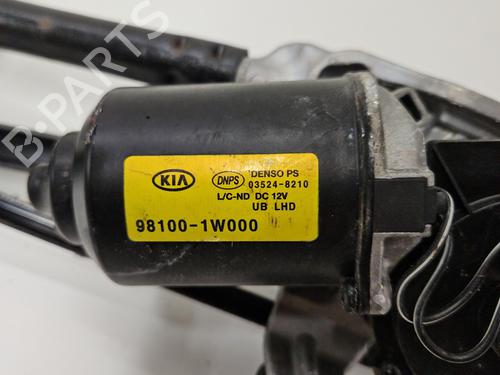 KIA
DNPS
DENSO PS
03524-8210
L/C-ND DC 12V
UB LHD
98100-1W000
B-PARTS